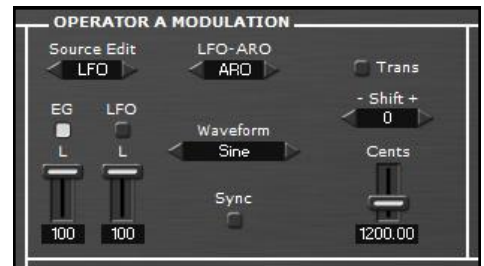 OPERATOR A MODULATION
Source Edit
LFO
LFO-ARO
ARO
Trans
- Shift +
0
EG
LFO
L
L
100
100
Waveform
Sine
Sync
Cents
1200.00